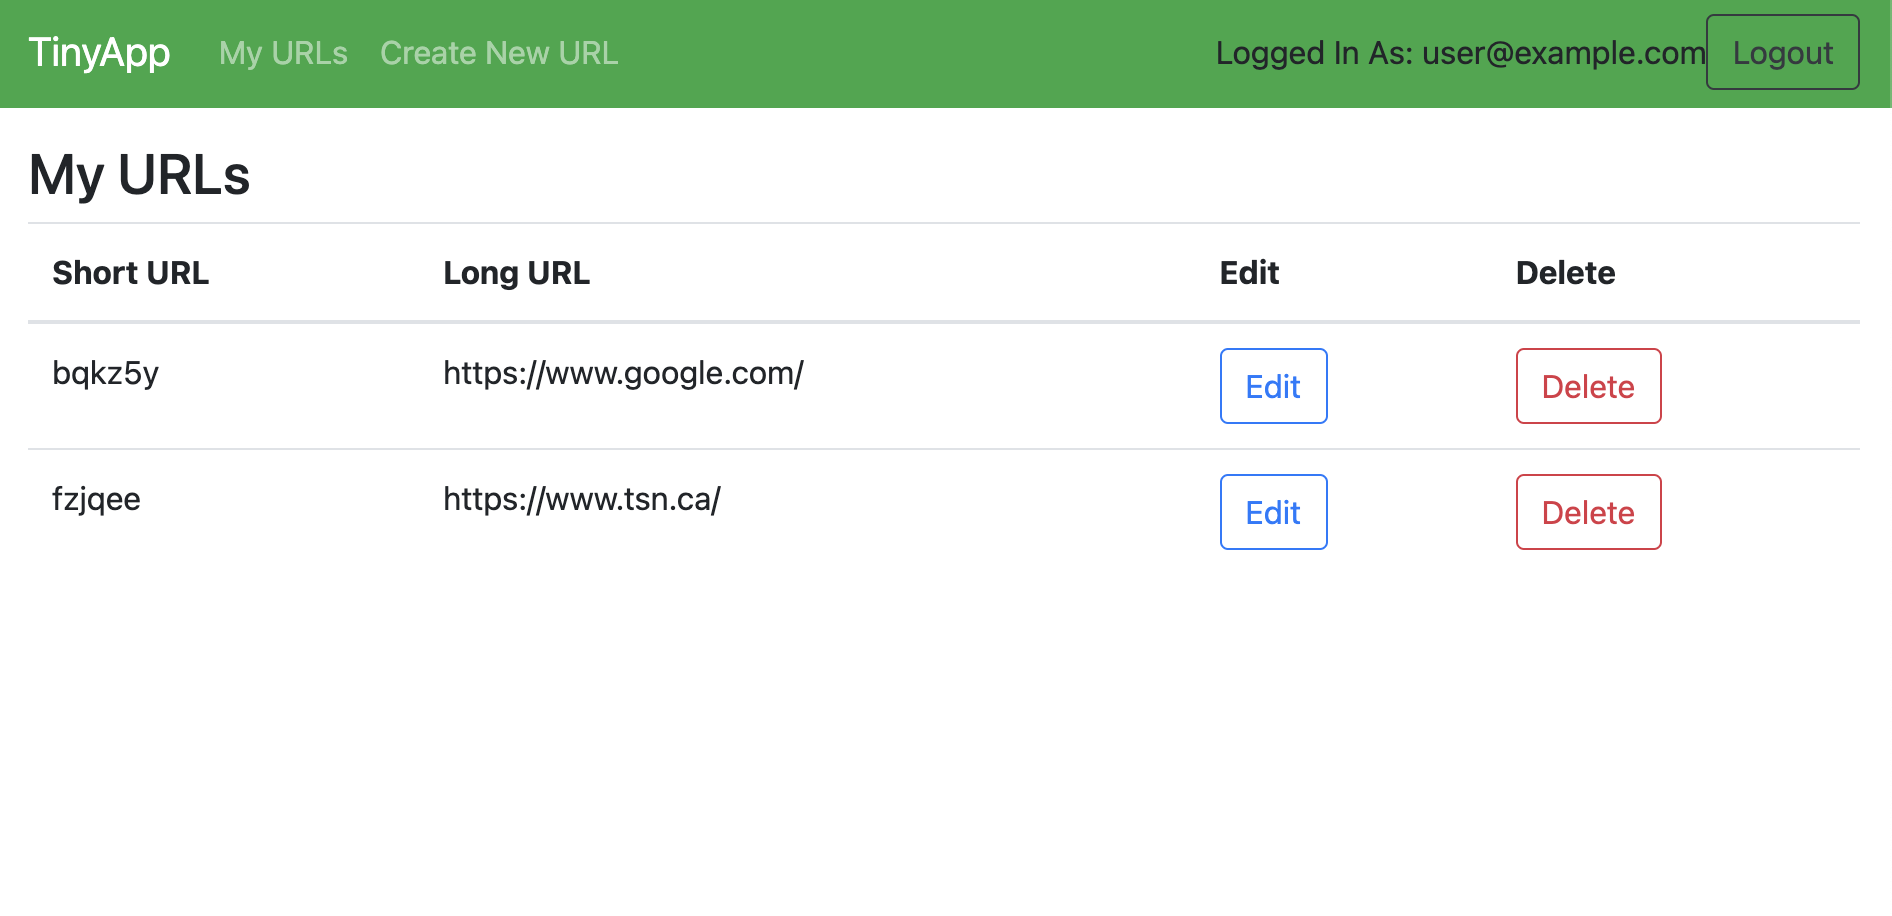 TinyApp My URLs Create New URL Logged In As: user@example.com Logout
My URLs
Short URL Long URL Edit Delete
bqkz5y https://www.google.com/ Edit Delete
fzjqee https://www.tsn.ca/ Edit Delete